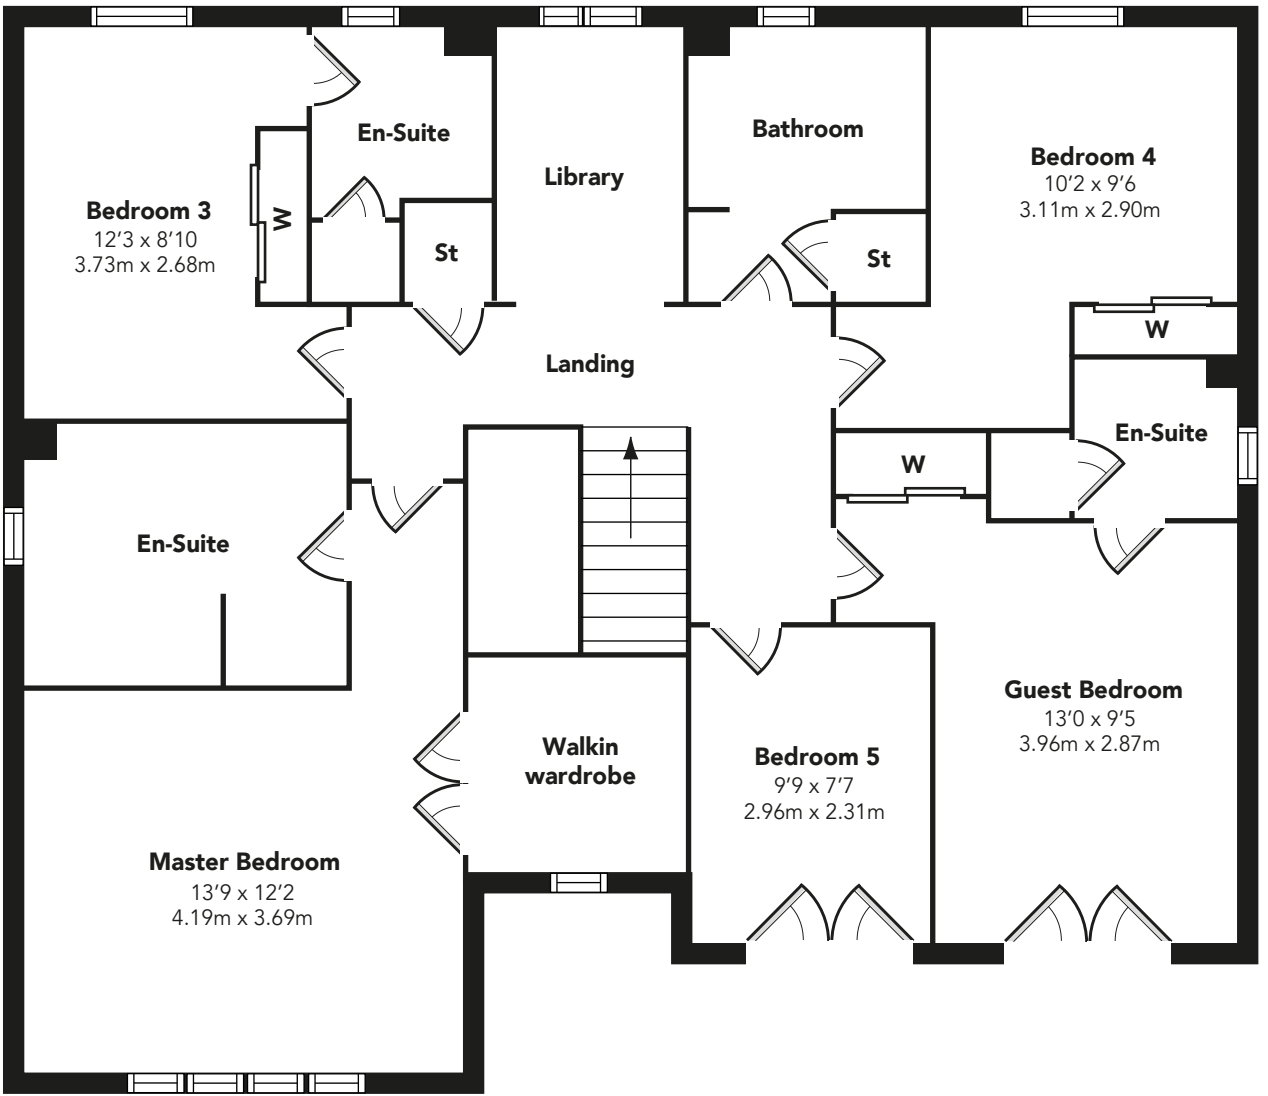 En-Suite
Bathroom
Library
Bedroom 4
10'2 x 9'6
3.11m x 2.90m
Bedroom 3
12'3 x 8'10
3.73m x 2.68m
W
St
St
W
Landing
En-Suite
W
En-Suite
Guest Bedroom
13'0 x 9'5
3.96m x 2.87m
Walkin
wardrobe
Bedroom 5
9'9 x 7'7
2.96m x 2.31m
Master Bedroom
13'9 x 12'2
4.19m x 3.69m